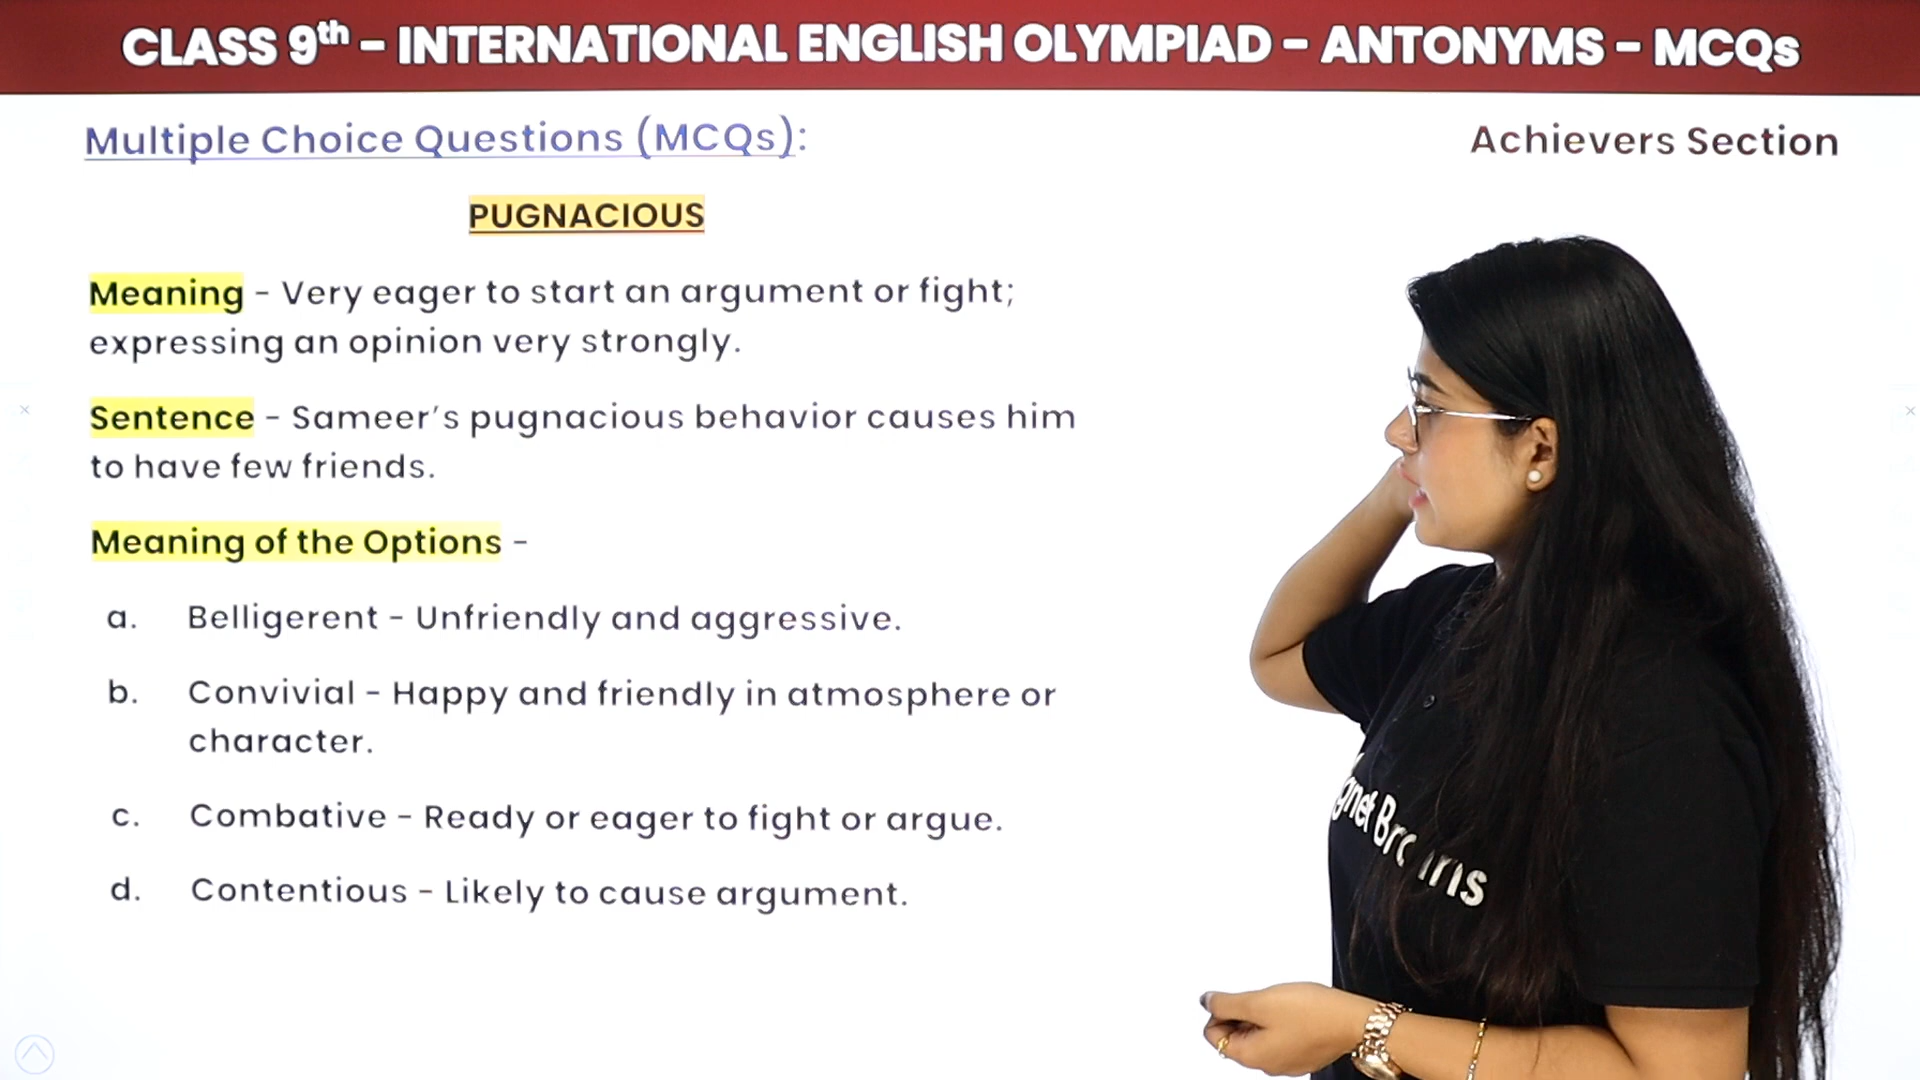 CLASS 9th – INTERNATIONAL ENGLISH OLYMPIAD – ANTONYMS – MCQs
Multiple Choice Questions (MCQs):
Achievers Section
PUGNACIOUS
Meaning – Very eager to start an argument or fight;
expressing an opinion very strongly.
Sentence – Sameer’s pugnacious behavior causes him
to have few friends.
Meaning of the Options –
a. Belligerent – Unfriendly and aggressive.
b. Convivial – Happy and friendly in atmosphere or
character.
c. Combative – Ready or eager to fight or argue.
d. Contentious – Likely to cause argument.